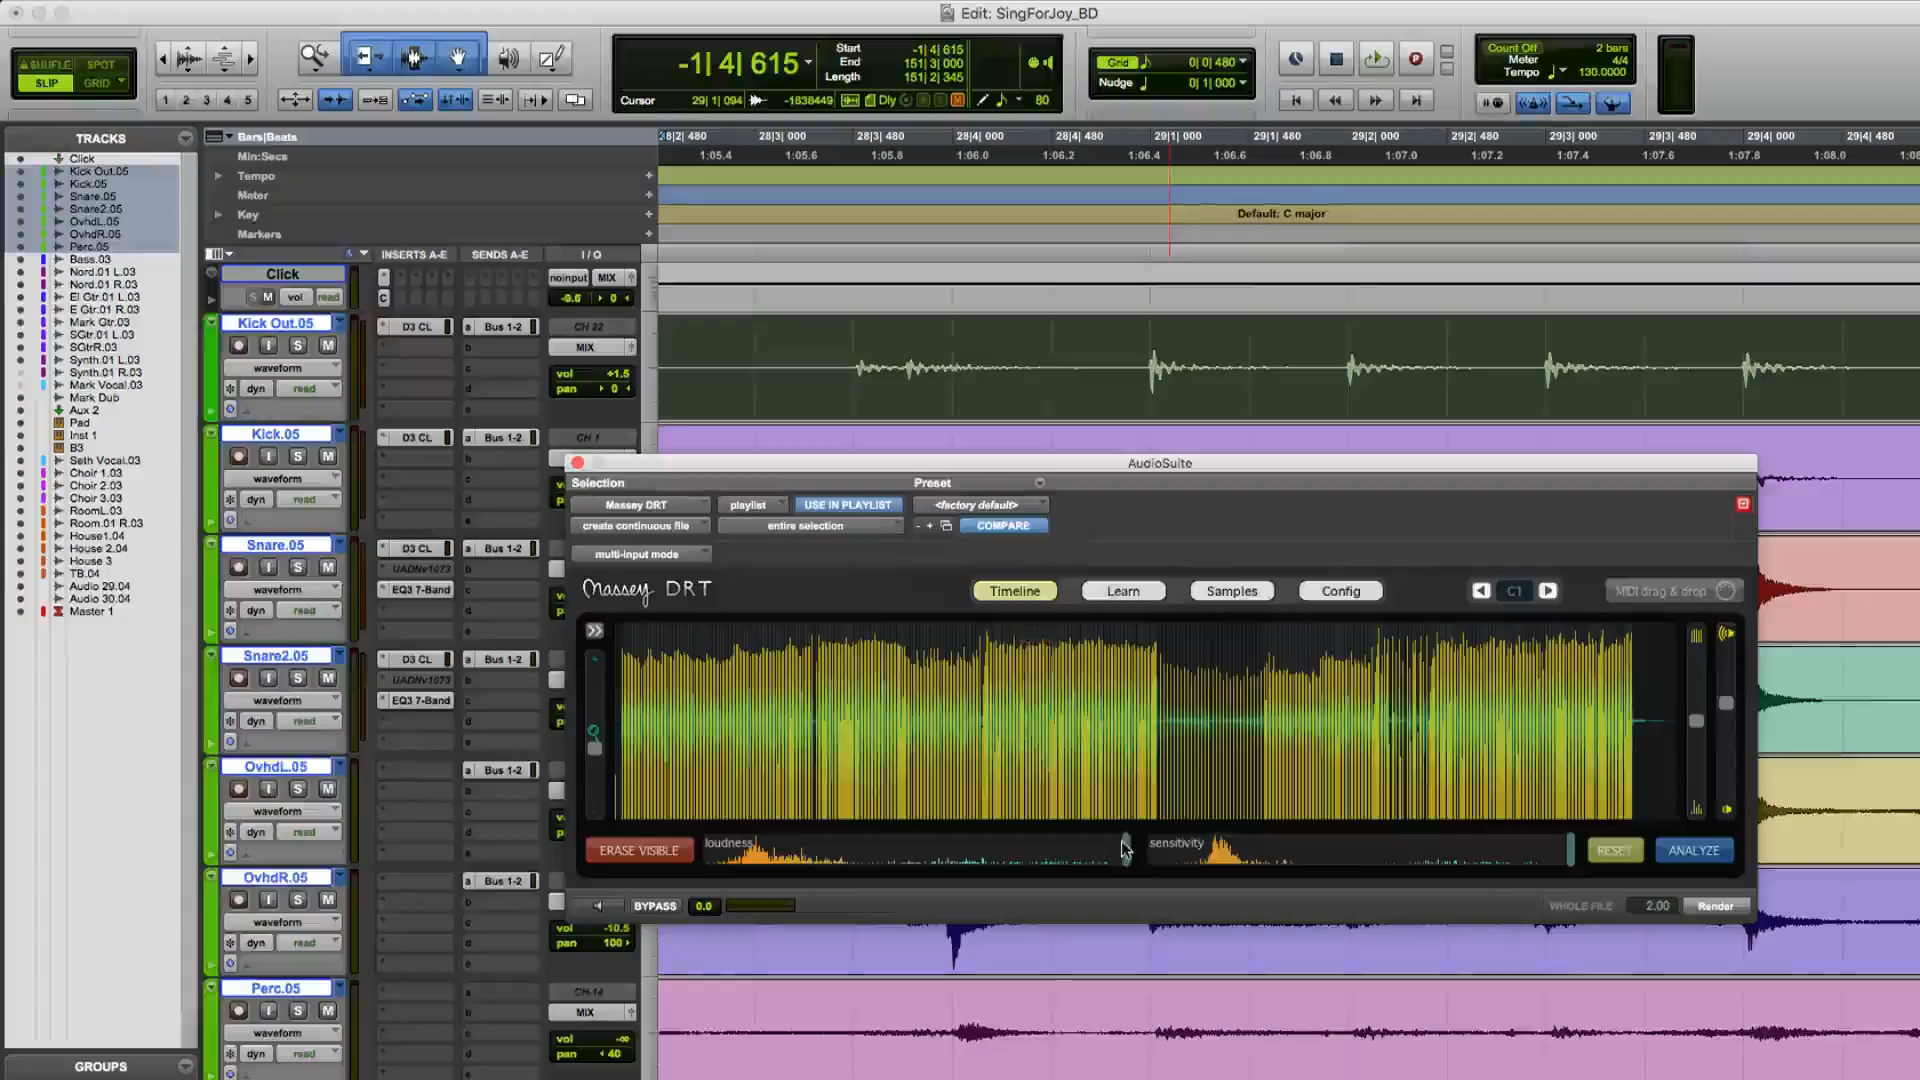 Edit: SingForJoy_BD
SHUFFLE SPOT
SLIP GRID
1 2 3 4 5
-1| 4| 615
Start -1| 4| 615
End 151| 3| 000
Length 151| 2| 345
Cursor 29| 1| 094 -1638449 Dly 80
Grid 0| 0| 480
Nudge 0| 1| 000
Count Off 2 bars
Meter 4/4
Tempo 130.0000
TRACKS
Click
Kick Out.05
Kick.05
Snare.05
Snare2.05
OvhdL.05
OvhdR.05
Perc.05
Bass.03
Nord.01 L.03
Nord.01 R.03
El Gtr.01 L.03
E Gtr.01 R.03
Mark Gtr.03
SGtr.01 L.03
SGtrR.03
Synth.01 L.03
Synth.01 R.03
Mark Vocal.03
Mark Dub
Aux 2
Pad
Inst 1
B3
Seth Vocal.03
Choir 1.03
Choir 2.03
Choir 3.03
RoomL.03
Room.01 R.03
House1.04
House 2.04
House 3
TB.04
Audio 29.04
Audio 30.04
Master 1
GROUPS
Bars|Beats
Min:Secs
Tempo
Meter
Key
Markers
28|3| 000 28|3| 480 28|4| 000 28|4| 480 29|1| 000 29|1| 480 29|2| 000 29|2| 480 29|3| 000 29|3| 480 29|4| 000 29|4| 480
1:05.4 1:05.6 1:05.8 1:06.0 1:06.2 1:06.4 1:06.6 1:06.8 1:07.0 1:07.2 1:07.4 1:07.6 1:07.8 1:08.0
Default: C major
INSERTS A-E SENDS A-E I / O
Click noinput MIX
S M vol read C -9.6 0
Kick Out.05 D3 CL a Bus 1-2 CH 22
I S M b MIX
waveform c vol +1.5
dyn read d pan 0
e
Kick.05 D3 CL a Bus 1-2 CH 1
I S M b
waveform c
dyn read d
e
Snare.05 D3 CL a Bus 1-2
I S M UADNv1073 b
waveform EQ3 7-Band c
dyn read d
e
Snare2.05 D3 CL a Bus 1-2
I S M UADNv1073 b
waveform EQ3 7-Band c
dyn read d
e
OvhdL.05 a Bus 1-2
I S M b
waveform c
dyn read d
e
OvhdR.05 a Bus 1-2
I S M b
waveform c vol -10.5
dyn read d pan 100
e
Perc.05 a CH 14
I S M b MIX
waveform c vol -∞
dyn read d pan 40
AudioSuite
Selection Preset
Massey DRT playlist USE IN PLAYLIST <factory default>
create continuous file entire selection - + COMPARE
multi-input mode
Massey DRT Timeline Learn Samples Config C1 MIDI drag & drop
ERASE VISIBLE loudness sensitivity RESET ANALYZE
BYPASS 0.0 WHOLE FILE 2.00 Render